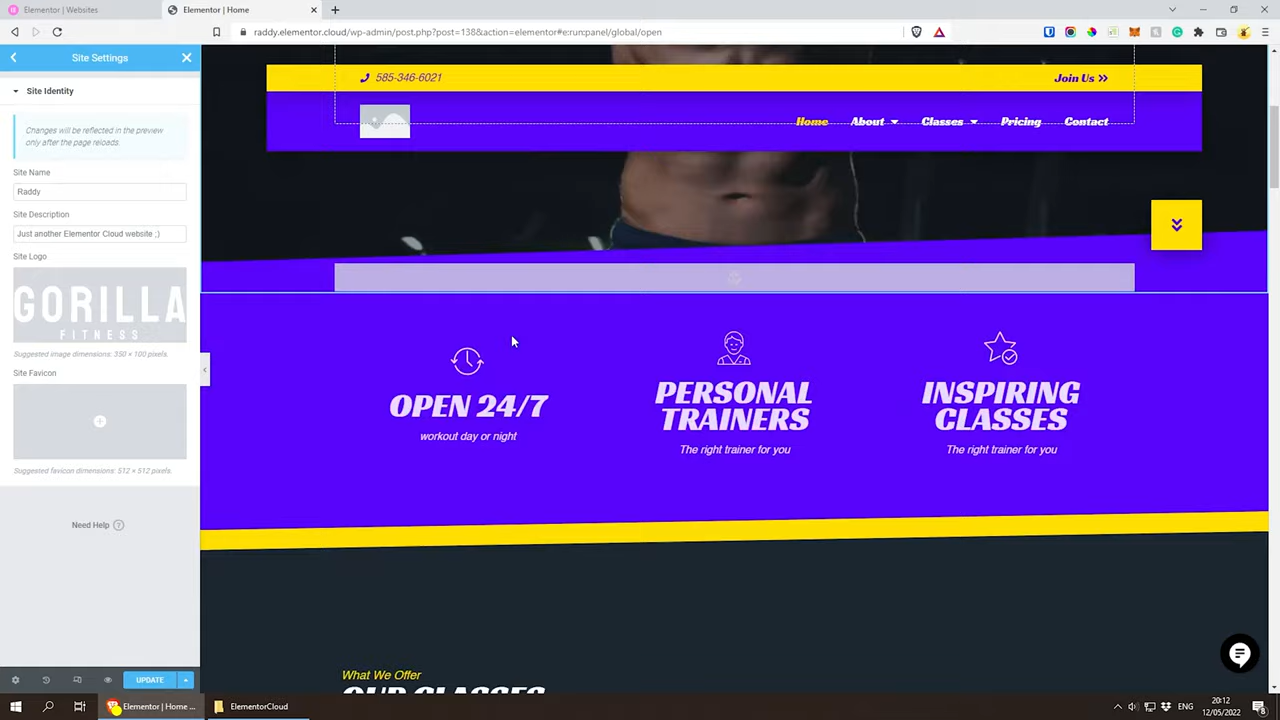 Elementor | Websites
Elementor | Home
raddy.elementor.cloud/wp-admin/post.php?post=138&action=elementor#e:run:panel/global/open
Site Settings
Site Identity
Changes will be reflected in the preview
only after the page reloads.
Site Name
Raddy
Site Description
Just another Elementor Cloud website ;)
Site Logo
GORILLA
FITNESS
Suggested image dimensions: 350 × 100 pixels.
Site Favicon
Suggested favicon dimensions: 512 × 512 pixels.
Need Help
UPDATE
585-346-6021
Join Us
Home
About
Classes
Pricing
Contact
OPEN 24/7
workout day or night
PERSONAL
TRAINERS
The right trainer for you
INSPIRING
CLASSES
The right trainer for you
What We Offer
OUR CLASSES
Elementor | Home ...
ElementorCloud
ENG
20:12
12/05/2022
8